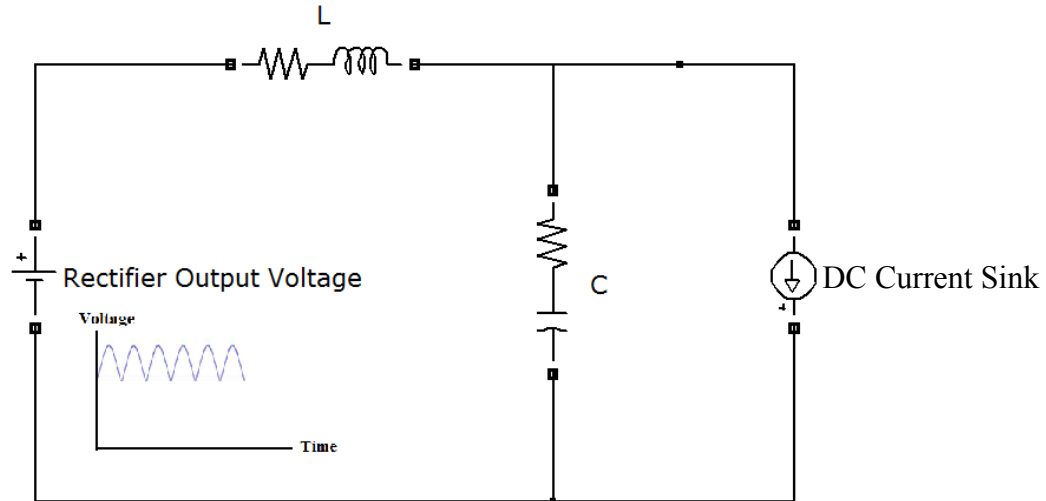 L
+
Rectifier Output Voltage
C
DC Current Sink
+
Voltage
Time